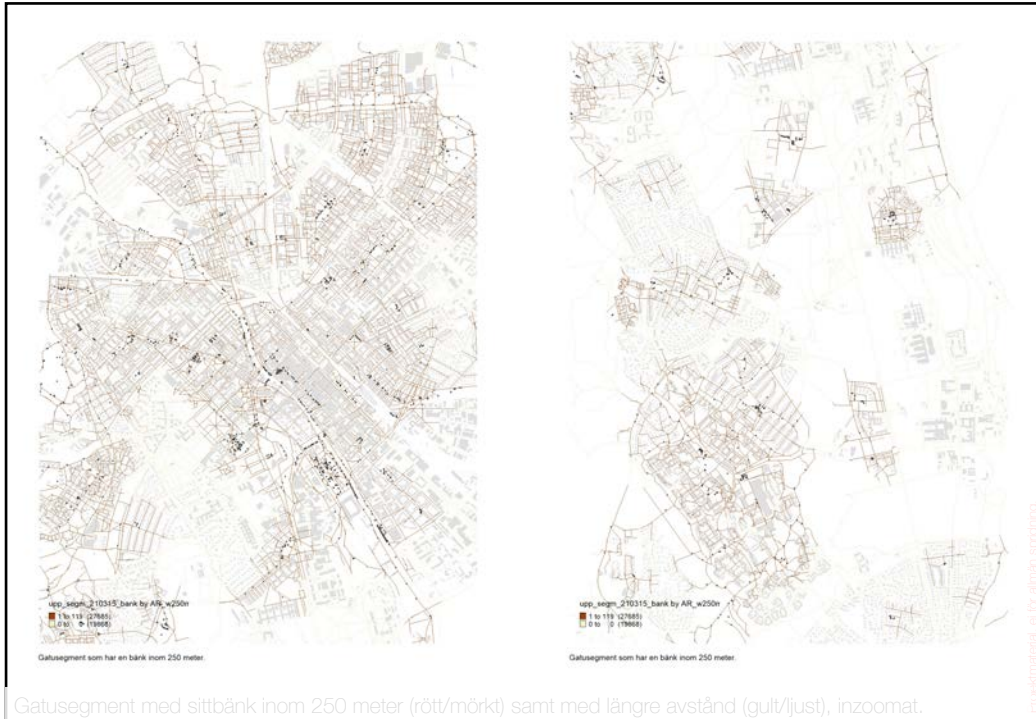 upp_segm_210315_bank by AR_w250m
1 to 119 (27685)
0 to 0 (19868)
Gatusegment som har en bänk inom 250 meter.
upp_segm_210315_bank by AR_w250m
1 to 119 (27685)
0 to 0 (19868)
Gatusegment som har en bänk inom 250 meter.
Gatusegment med sittbänk inom 250 meter (rött/mörkt) samt med längre avstånd (gult/ljust), inzoomat.